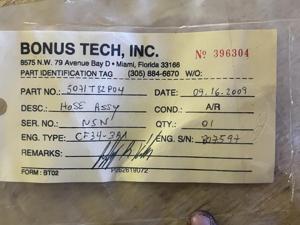 BONUS TECH, INC.
8575 N.W. 79 Avenue Bay D • Miami, Florida 33166
No 396304
PART IDENTIFICATION TAG (305) 884-6670 W/O:
PART NO.: 5071T82P04 DATE: 09.16.2009
DESC.: HOSE ASSY COND.: A/R
SER. NO.: NSN QTY.: 01
ENG. TYPE: CF34-3A1 ENG. S/N: 807597
REMARKS:
FORM: BT02 P262619072